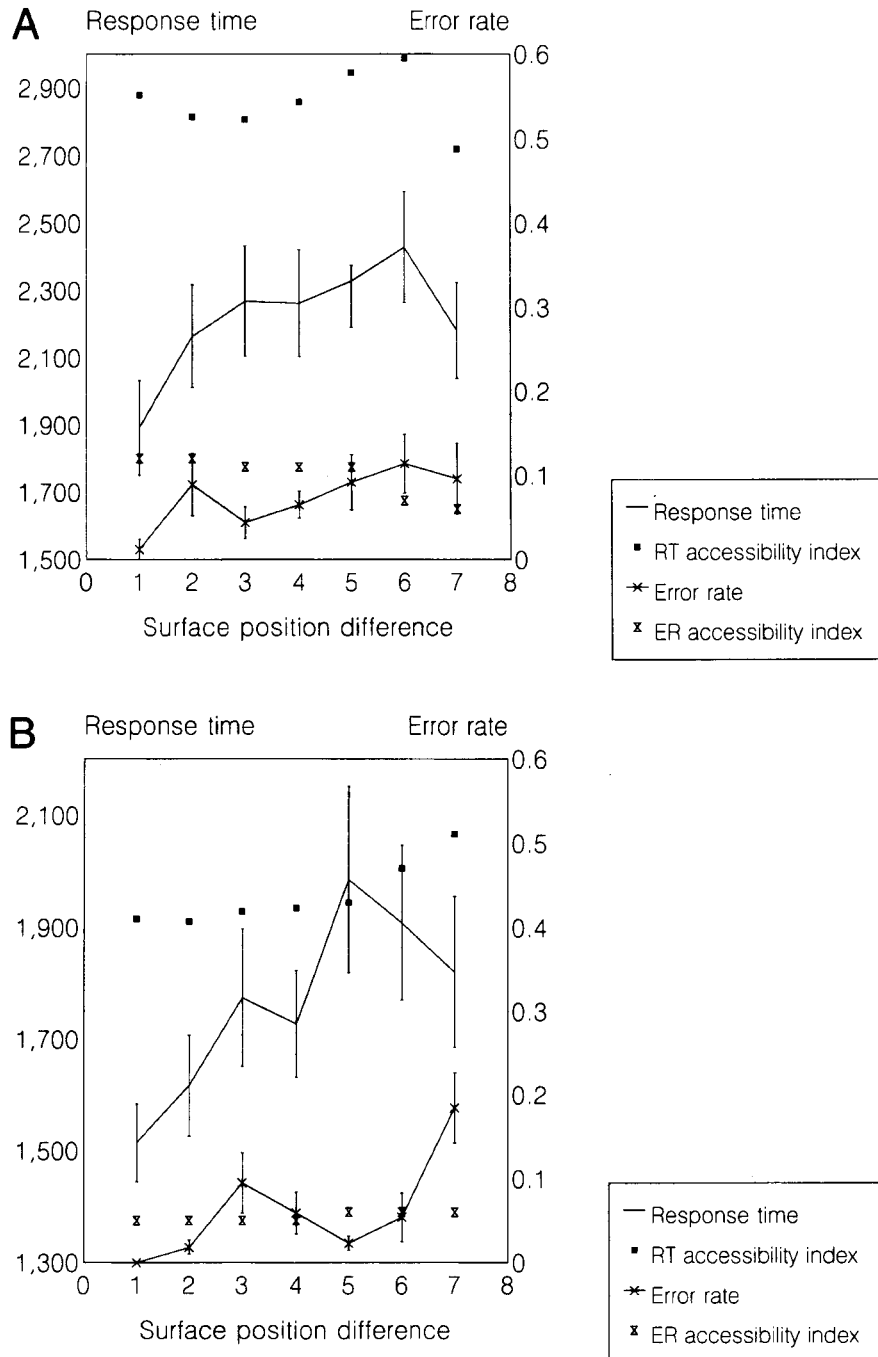 A
Response time Error rate
2,900
2,700
2,500
2,300
2,100
1,900
1,700
1,500
0.6
0.5
0.4
0.3
0.2
0.1
0
0 1 2 3 4 5 6 7 8
Surface position difference
Response time
RT accessibility index
Error rate
ER accessibility index
B
Response time Error rate
2,100
1,900
1,700
1,500
1,300
0.6
0.5
0.4
0.3
0.2
0.1
0
0 1 2 3 4 5 6 7 8
Surface position difference
Response time
RT accessibility index
Error rate
ER accessibility index